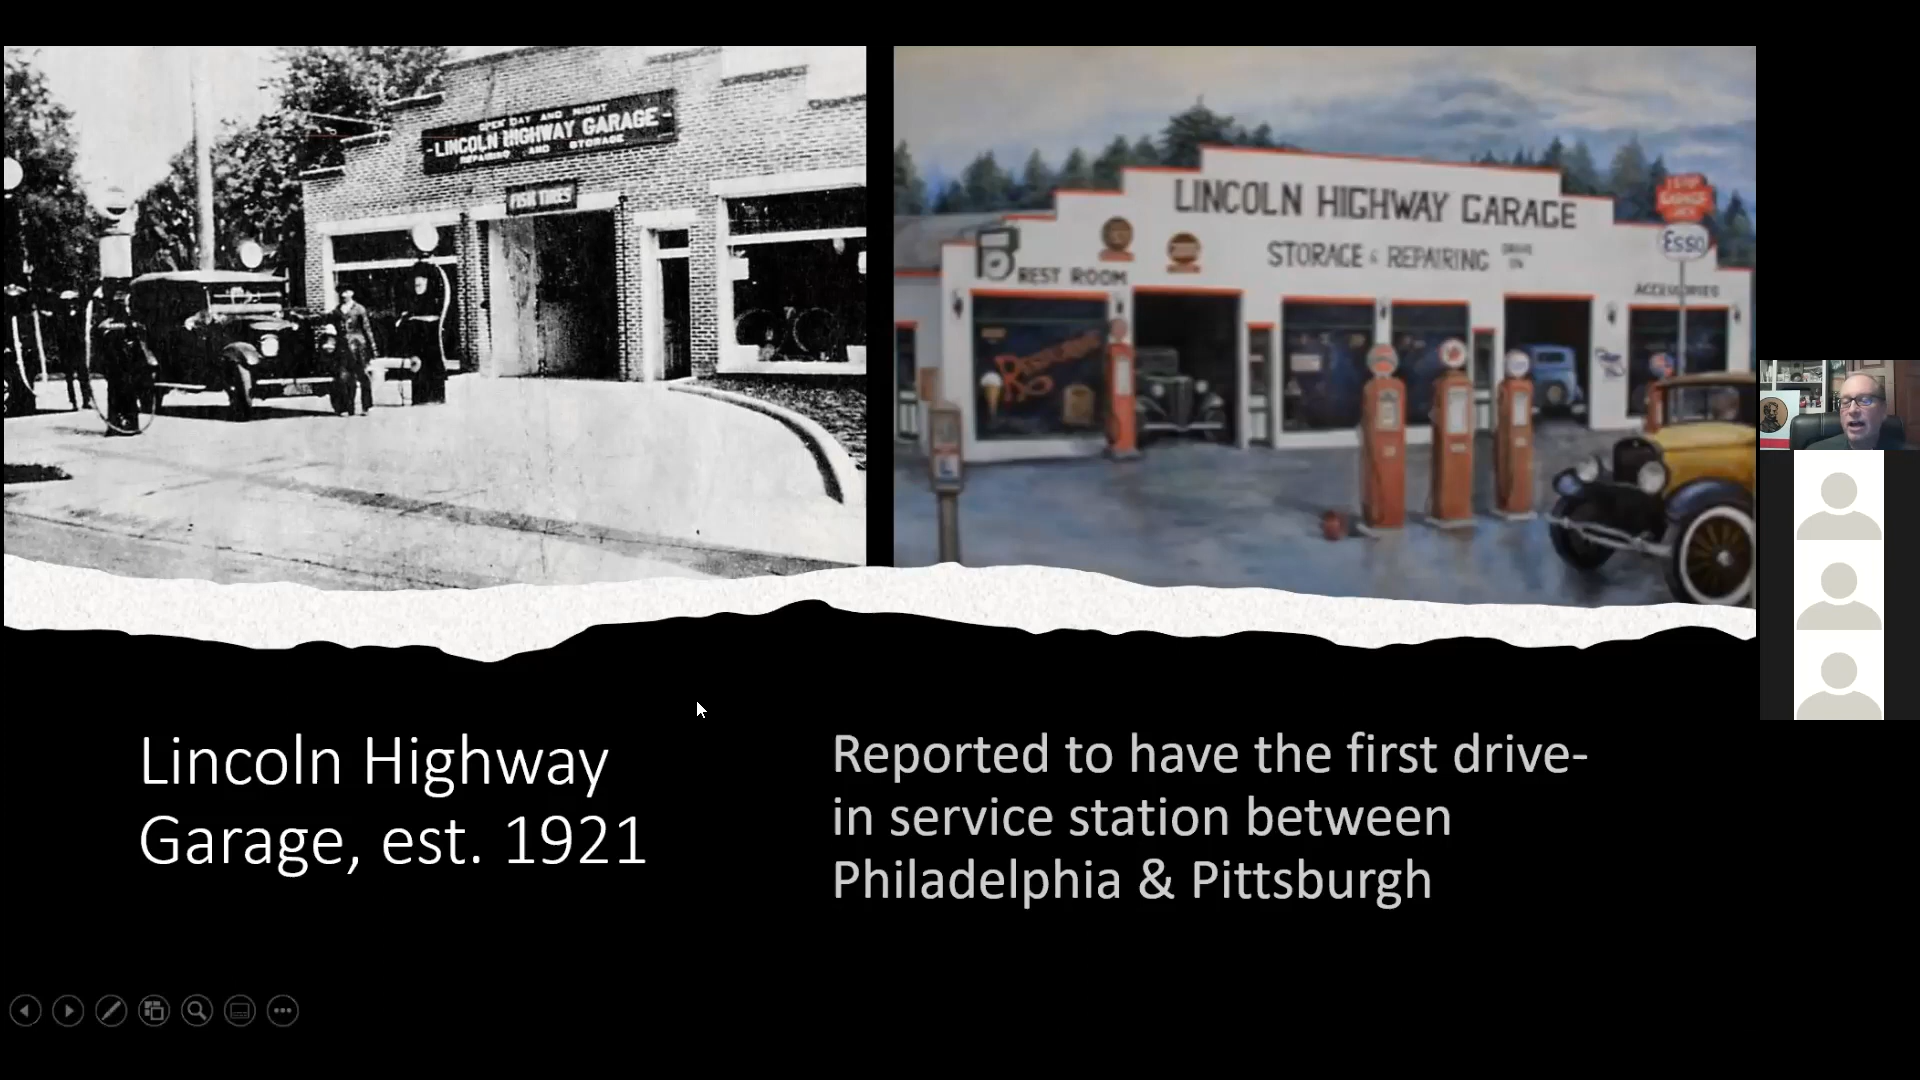 OPEN DAY AND NIGHT
-LINCOLN HIGHWAY GARAGE-
REPAIRING AND STORAGE
FISK TIRES
LINCOLN HIGHWAY GARAGE
STORAGE & REPAIRING DRIVE IN
REST ROOM
Esso
ACCESSORIES
Lincoln Highway
Garage, est. 1921
Reported to have the first drive-
in service station between
Philadelphia & Pittsburgh